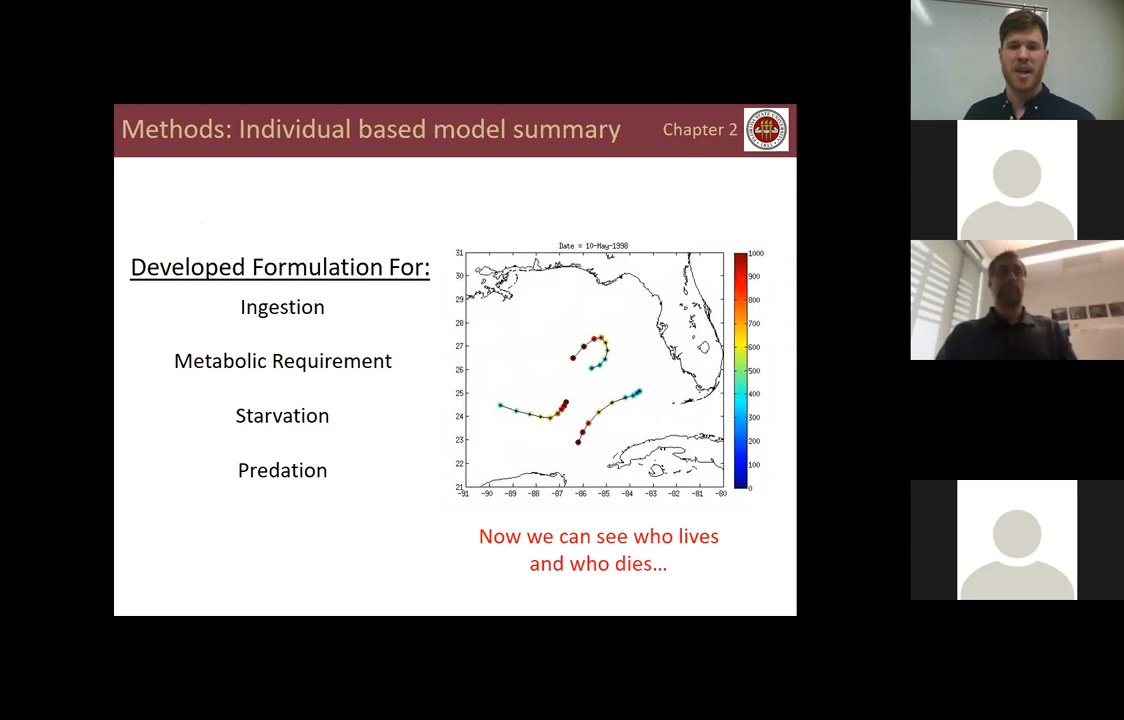 Methods: Individual based model summary
Chapter 2
Developed Formulation For:
Ingestion
Metabolic Requirement
Starvation
Predation
Date = 10-May-1998
31
30
29
28
27
26
25
24
23
22
21
-91 -90 -89 -88 -87 -86 -85 -84 -83 -82 -81 -80
1000
900
800
700
600
500
400
300
200
100
0
Now we can see who lives
and who dies…